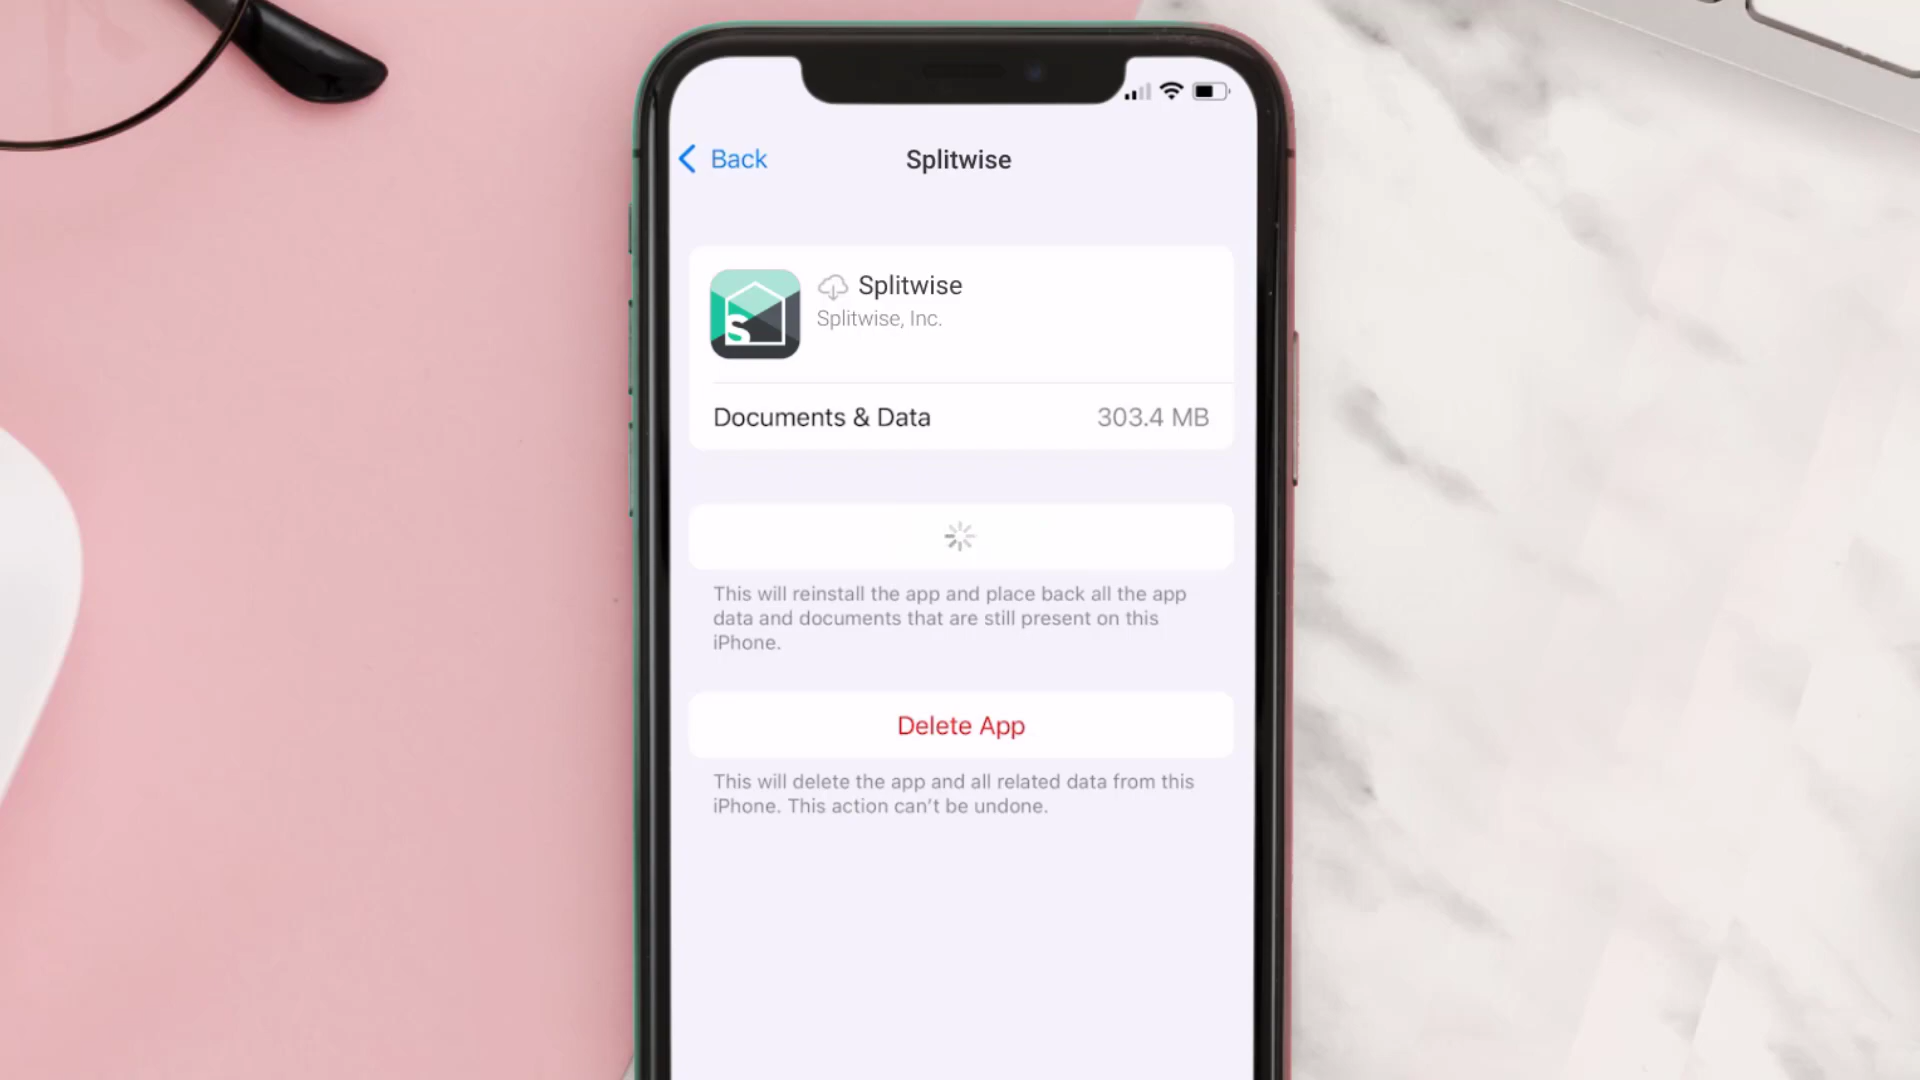 Back
Splitwise
S
Splitwise
Splitwise, Inc.
Documents & Data 303.4 MB
This will reinstall the app and place back all the app
data and documents that are still present on this
iPhone.
Delete App
This will delete the app and all related data from this
iPhone. This action can't be undone.